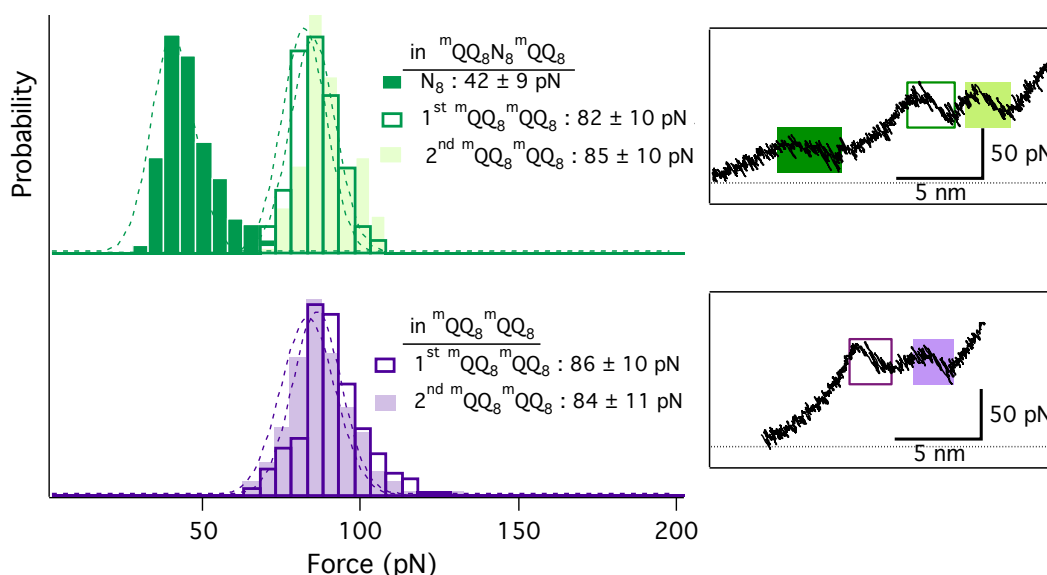 Probability
in ᵐQQ₈N₈ᵐQQ₈
N₈ : 42 ± 9 pN
1ˢᵗ ᵐQQ₈ᵐQQ₈ : 82 ± 10 pN
2ⁿᵈ ᵐQQ₈ᵐQQ₈ : 85 ± 10 pN
50 pN
5 nm
in ᵐQQ₈ᵐQQ₈
1ˢᵗ ᵐQQ₈ᵐQQ₈ : 86 ± 10 pN
2ⁿᵈ ᵐQQ₈ᵐQQ₈ : 84 ± 11 pN
50 pN
5 nm
50 100 150 200
Force (pN)